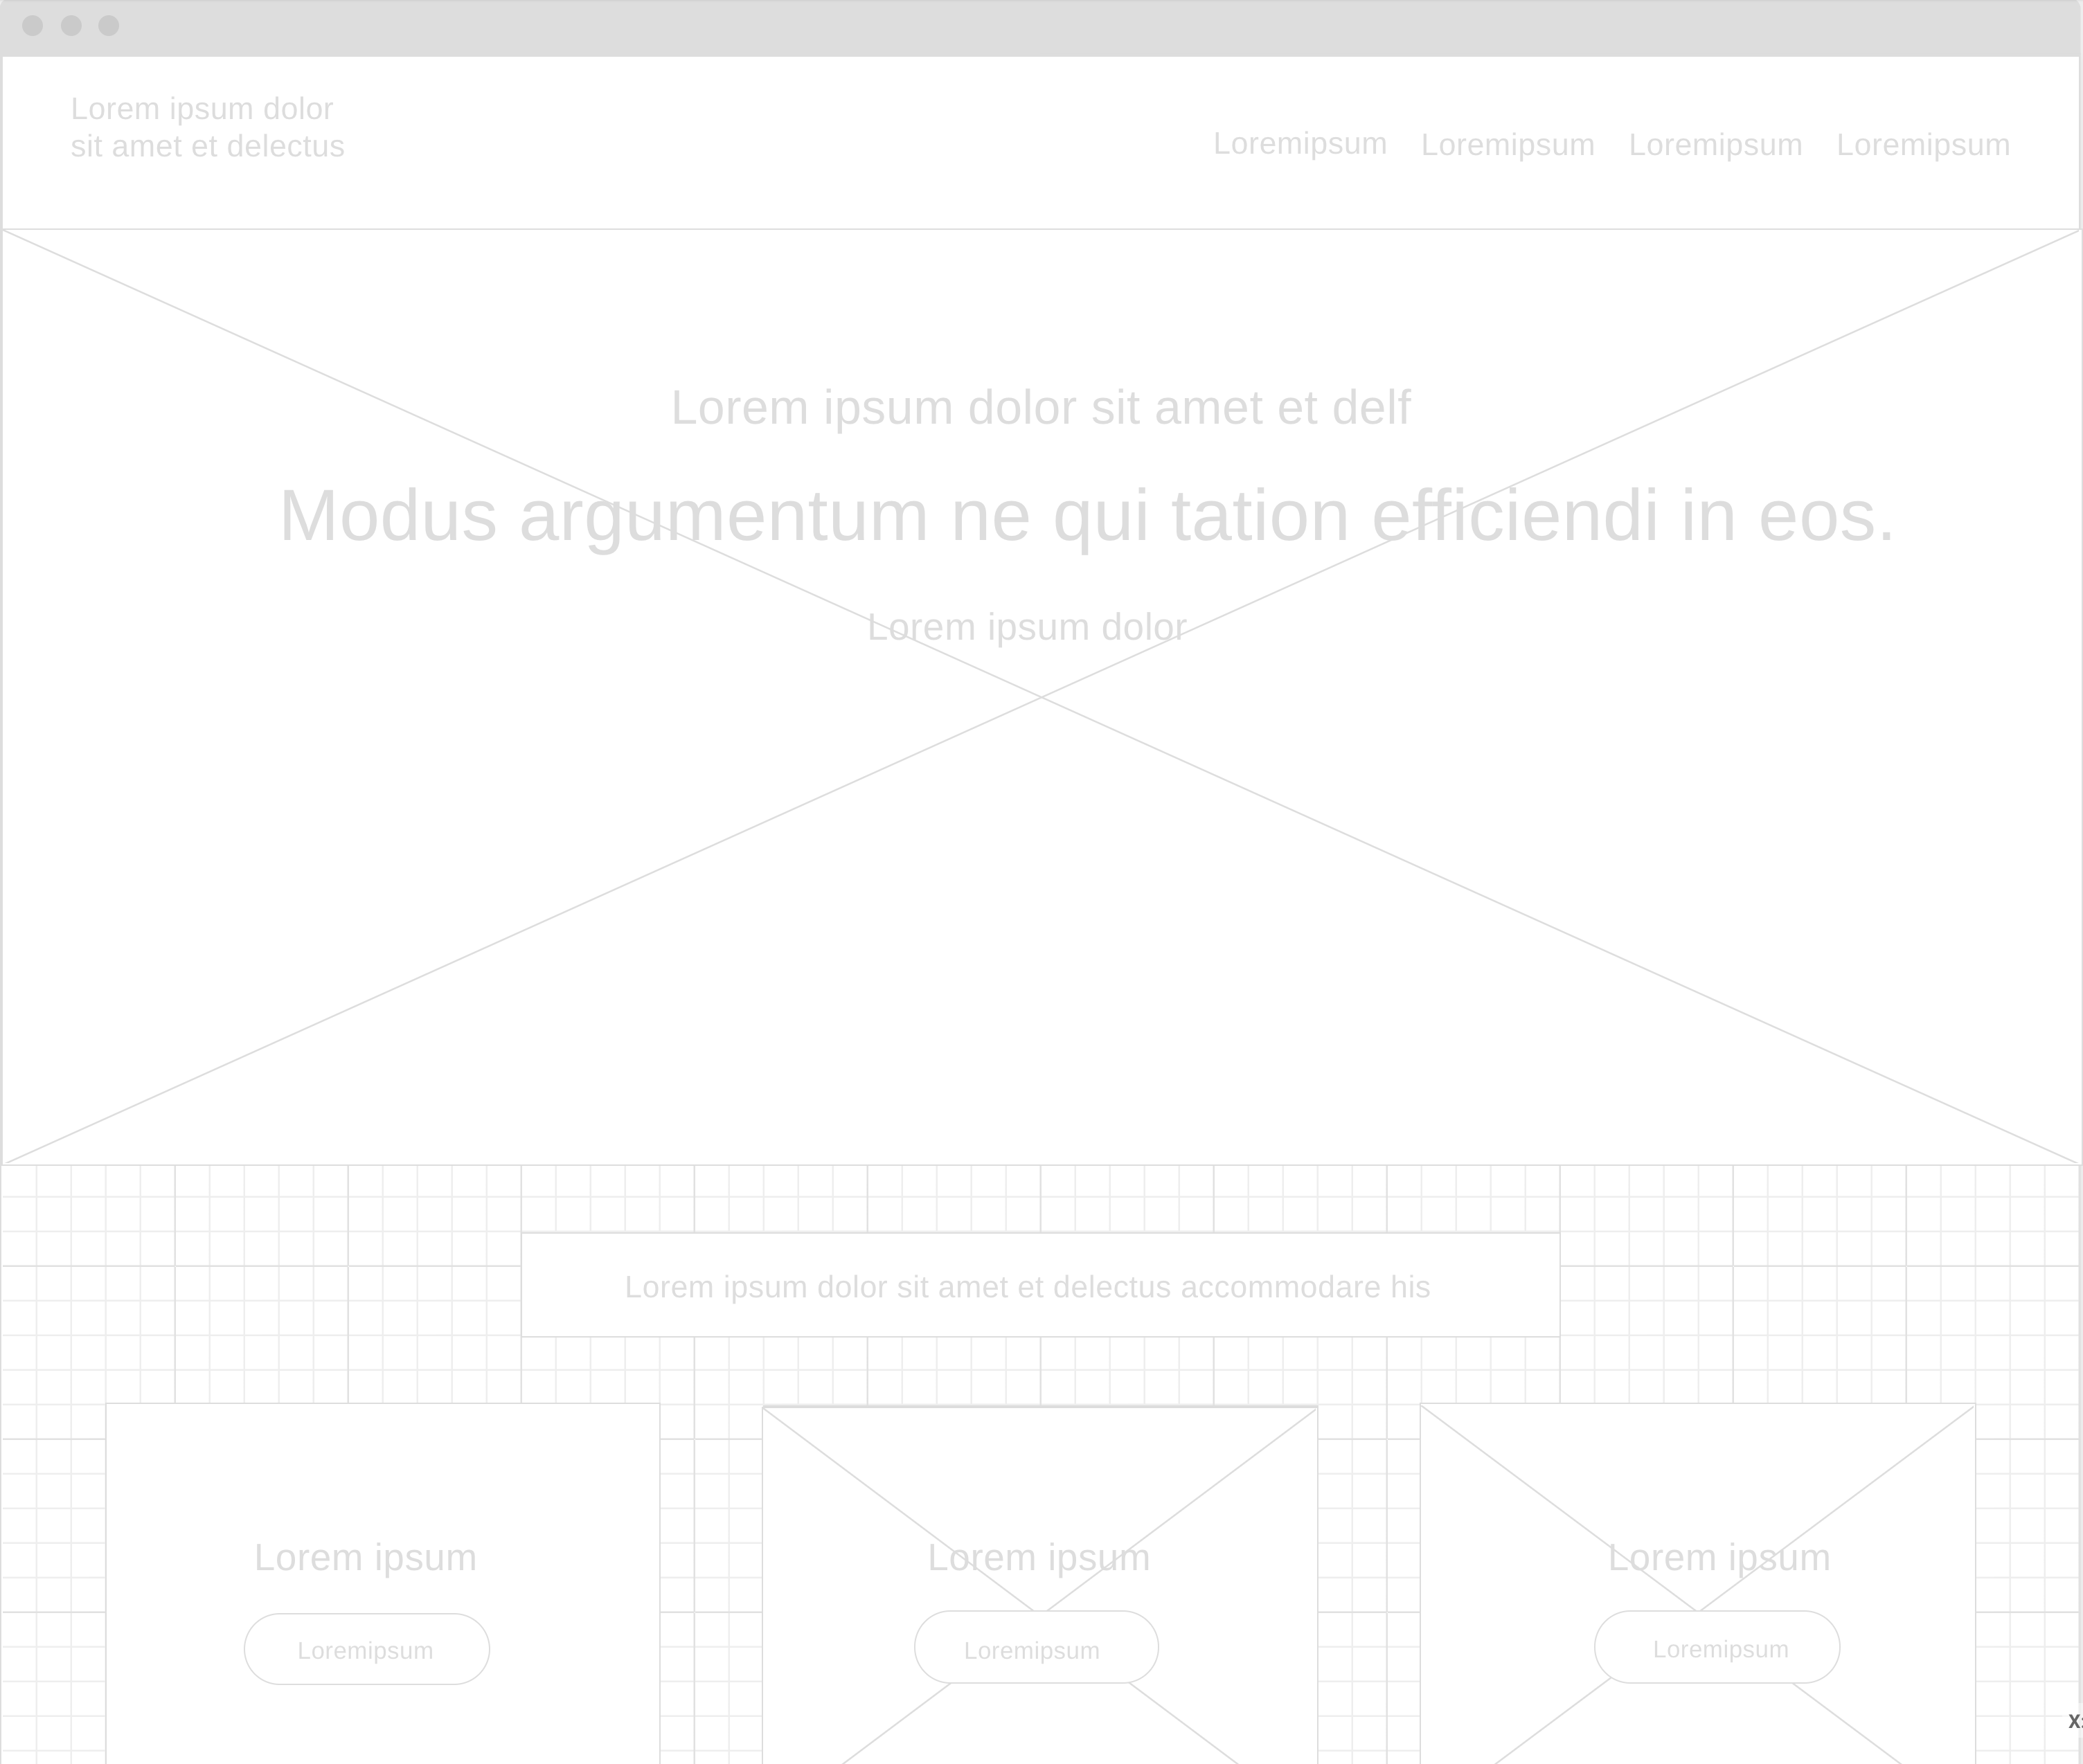 Lorem ipsum dolor
sit amet et delectus
Loremipsum Loremipsum Loremipsum Loremipsum
Lorem ipsum dolor sit amet et delf
Modus argumentum ne qui tation efficiendi in eos.
Lorem ipsum dolor
Lorem ipsum dolor sit amet et delectus accommodare his
Lorem ipsum Lorem ipsum Lorem ipsum
Loremipsum Loremipsum Loremipsum